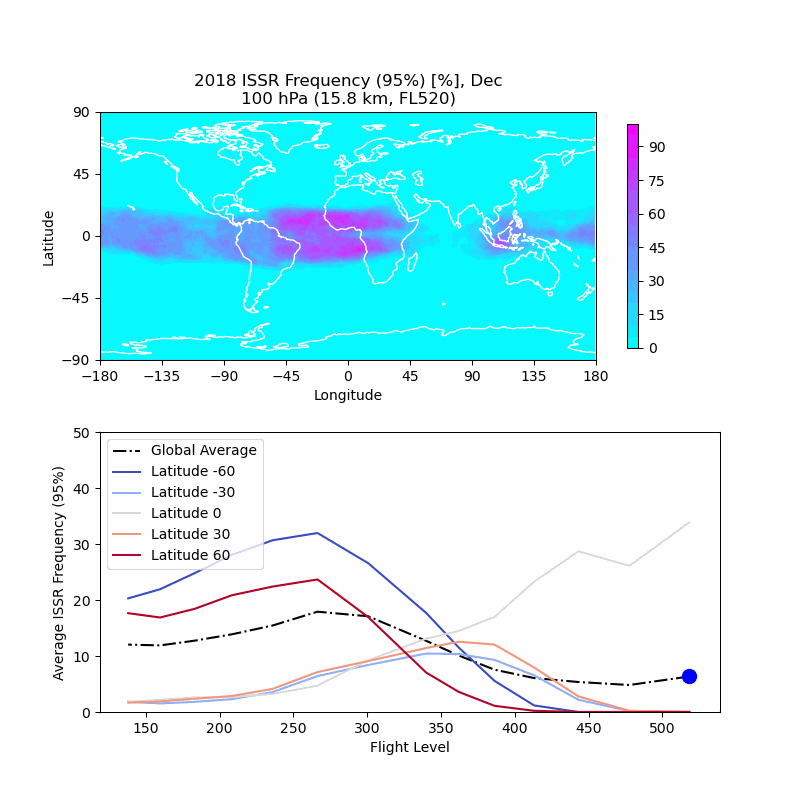 2018 ISSR Frequency (95%) [%], Dec
100 hPa (15.8 km, FL520)
90
45
0
−45
−90
Latitude
−180 −135 −90 −45 0 45 90 135 180
Longitude
90
75
60
45
30
15
0
50
40
30
20
10
0
Average ISSR Frequency (95%)
Global Average
Latitude -60
Latitude -30
Latitude 0
Latitude 30
Latitude 60
150 200 250 300 350 400 450 500
Flight Level